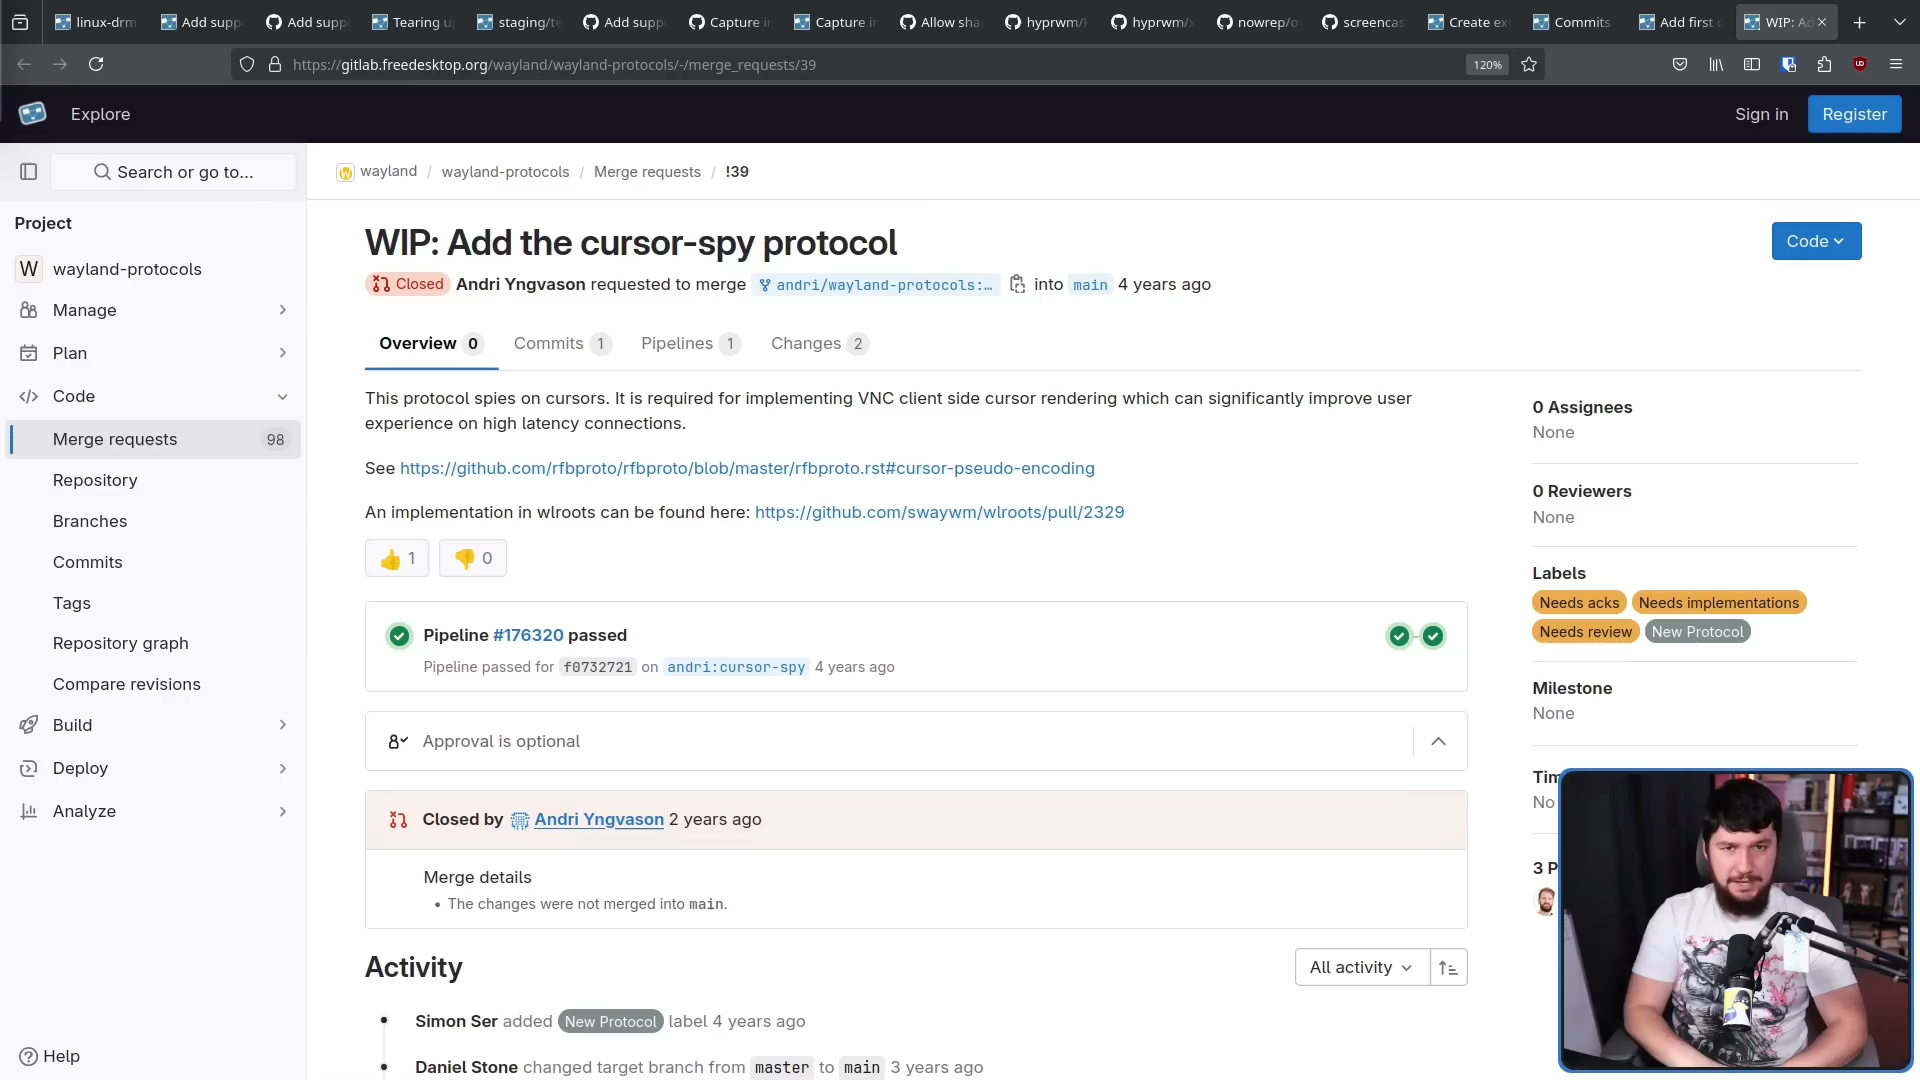 linux-drm
Add supp
Add supp
Tearing u
staging/te
Add supp
Capture i
Capture i
Allow sha
hyprwm/
hyprwm/x
nowrep/o
screencas
Create ex
Commits
Add first
WIP: Ad
https://gitlab.freedesktop.org/wayland/wayland-protocols/-/merge_requests/39
120%
Explore
Sign in
Register
Search or go to...
wayland / wayland-protocols / Merge requests / !39
Project
W wayland-protocols
Manage
Plan
Code
Merge requests 98
Repository
Branches
Commits
Tags
Repository graph
Compare revisions
Build
Deploy
Analyze
Help
WIP: Add the cursor-spy protocol
Code
Closed Andri Yngvason requested to merge andri/wayland-protocols:… into main 4 years ago
Overview 0 Commits 1 Pipelines 1 Changes 2
This protocol spies on cursors. It is required for implementing VNC client side cursor rendering which can significantly improve user
experience on high latency connections.
See https://github.com/rfbproto/rfbproto/blob/master/rfbproto.rst#cursor-pseudo-encoding
An implementation in wlroots can be found here: https://github.com/swaywm/wlroots/pull/2329
👍 1 👎 0
Pipeline #176320 passed
Pipeline passed for f0732721 on andri:cursor-spy 4 years ago
Approval is optional
Closed by Andri Yngvason 2 years ago
Merge details
• The changes were not merged into main.
Activity
All activity
Simon Ser added New Protocol label 4 years ago
Daniel Stone changed target branch from master to main 3 years ago
0 Assignees
None
0 Reviewers
None
Labels
Needs acks Needs implementations
Needs review New Protocol
Milestone
None
Tim
No
3 P